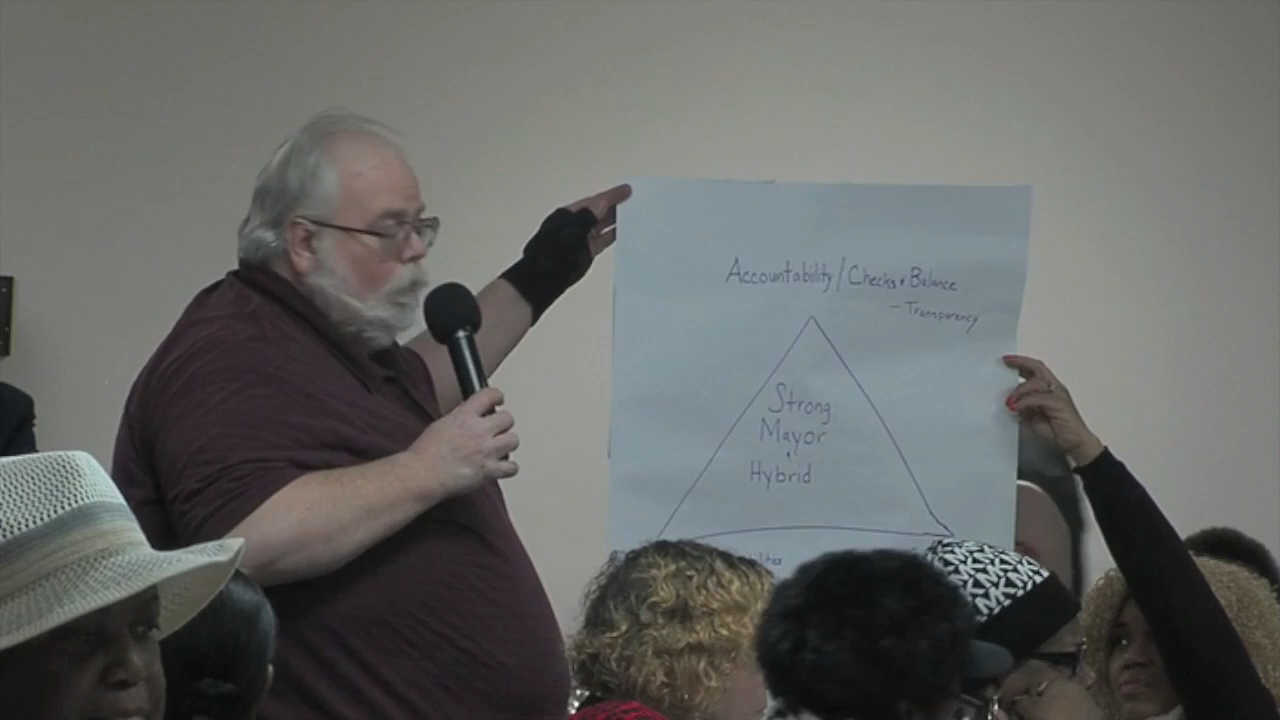 Accountability / Checks & Balance
- Transparency
Strong
Mayor
Hybrid